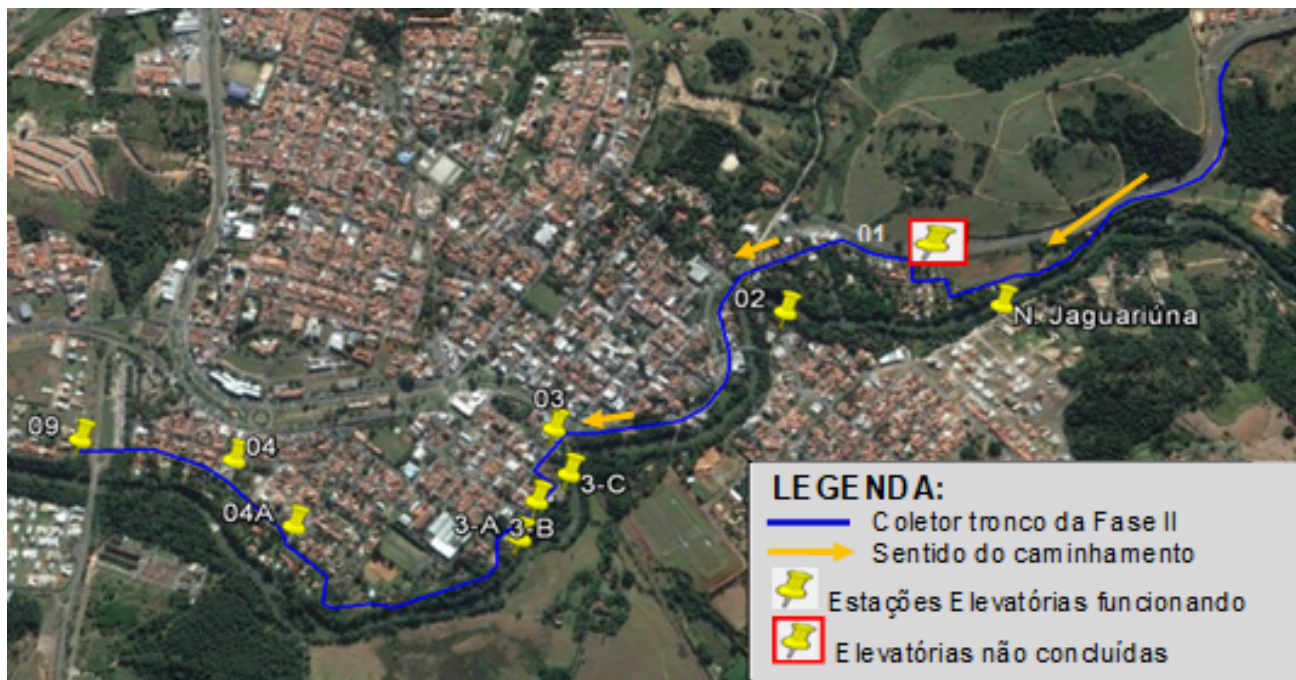 01
02
N. Jaguariúna
03
09
04
3-C
04A
3-A
3-B
LEGENDA:
Coletor tronco da Fase II
Sentido do caminhamento
Estações Elevatórias funcionando
Elevatórias não concluídas